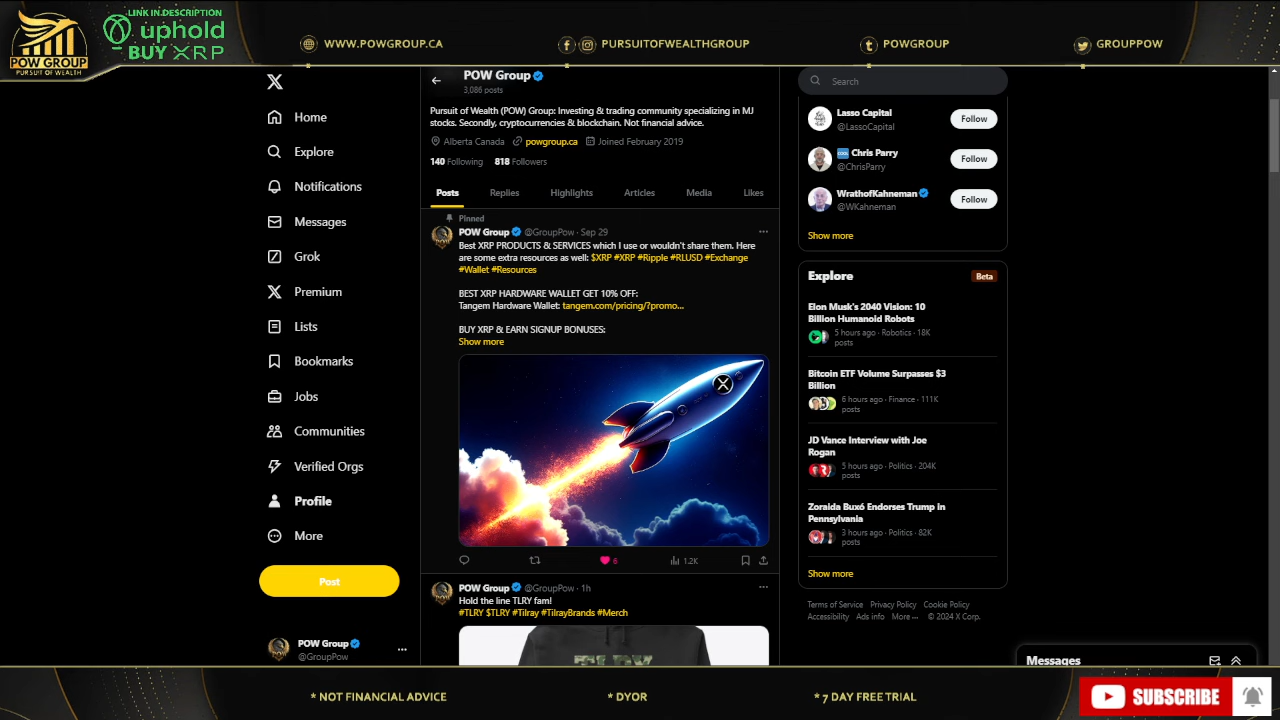 LINK IN DESCRIPTION
uphold
BUY XRP
POW GROUP
PURSUIT OF WEALTH
WWW.POWGROUP.CA
PURSUITOFWEALTHGROUP
POWGROUP
GROUPPOW
Home
Explore
Notifications
Messages
Grok
Premium
Lists
Bookmarks
Jobs
Communities
Verified Orgs
Profile
More
Post
POW Group
@GroupPow
POW Group
3,086 posts
Pursuit of Wealth (POW) Group: Investing & trading community specializing in MJ
stocks. Secondly, cryptocurrencies & blockchain. Not financial advice.
Alberta Canada powgroup.ca Joined February 2019
140 Following 818 Followers
Posts Replies Highlights Articles Media Likes
Pinned
POW Group @GroupPow · Sep 29
Best XRP PRODUCTS & SERVICES which I use or wouldn't share them. Here
are some extra resources as well: $XRP #XRP #Ripple #RLUSD #Exchange
#Wallet #Resources
BEST XRP HARDWARE WALLET GET 10% OFF:
Tangem Hardware Wallet: tangem.com/pricing/?promo...
BUY XRP & EARN SIGNUP BONUSES:
Show more
6 1.2K
POW Group @GroupPow · 1h
Hold the line TLRY fam!
#TLRY $TLRY #Tilray #TilrayBrands #Merch
Search
Lasso Capital
@LassoCapital
Follow
Chris Parry
@ChrisParry
Follow
WrathofKahneman
@WKahneman
Follow
Show more
Explore Beta
Elon Musk's 2040 Vision: 10
Billion Humanoid Robots
5 hours ago · Robotics · 18K
posts
Bitcoin ETF Volume Surpasses $3
Billion
6 hours ago · Finance · 111K
posts
JD Vance Interview with Joe
Rogan
5 hours ago · Politics · 204K
posts
Zoraida Buxó Endorses Trump in
Pennsylvania
3 hours ago · Politics · 82K
posts
Show more
Terms of Service Privacy Policy Cookie Policy
Accessibility Ads info More ··· © 2024 X Corp.
Messages
* NOT FINANCIAL ADVICE
* DYOR
* 7 DAY FREE TRIAL
SUBSCRIBE